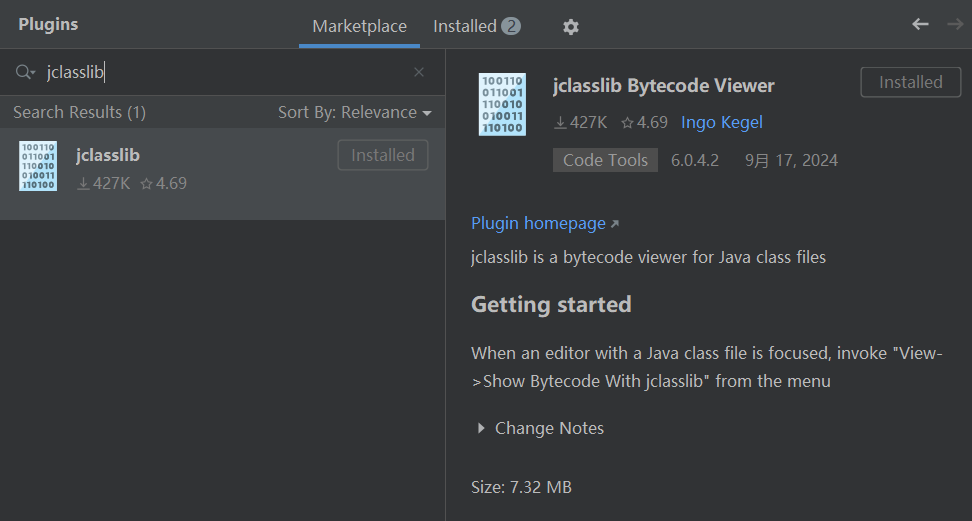 Plugins
Marketplace
Installed 2
jclasslib
Search Results (1)
Sort By: Relevance
100110
011001
110010
010011
110100
jclasslib
Installed
427K
4.69
100110
011001
110010
010011
110100
jclasslib Bytecode Viewer
Installed
427K
4.69
Ingo Kegel
Code Tools
6.0.4.2
9月 17, 2024
Plugin homepage
jclasslib is a bytecode viewer for Java class files
Getting started
When an editor with a Java class file is focused, invoke "View-
>Show Bytecode With jclasslib" from the menu
Change Notes
Size: 7.32 MB